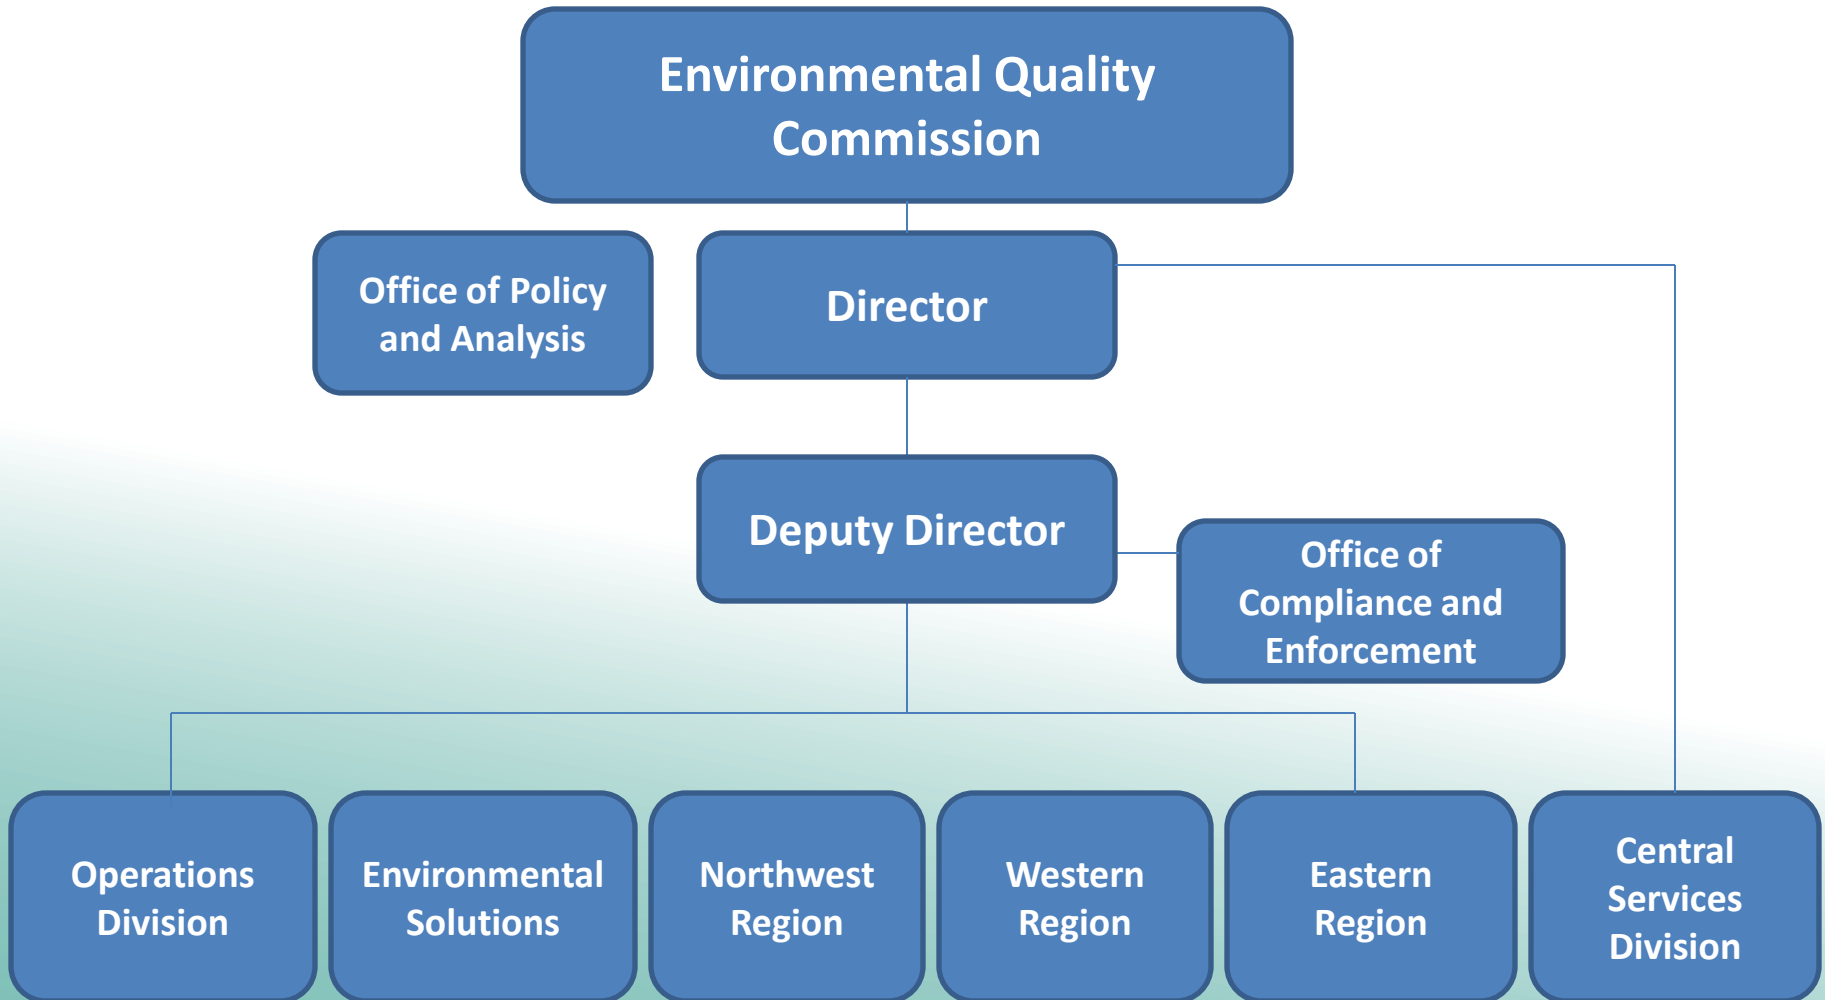 Environmental Quality
Commission
Office of Policy
and Analysis
Director
Deputy Director
Office of
Compliance and
Enforcement
Operations
Division
Environmental
Solutions
Northwest
Region
Western
Region
Eastern
Region
Central
Services
Division